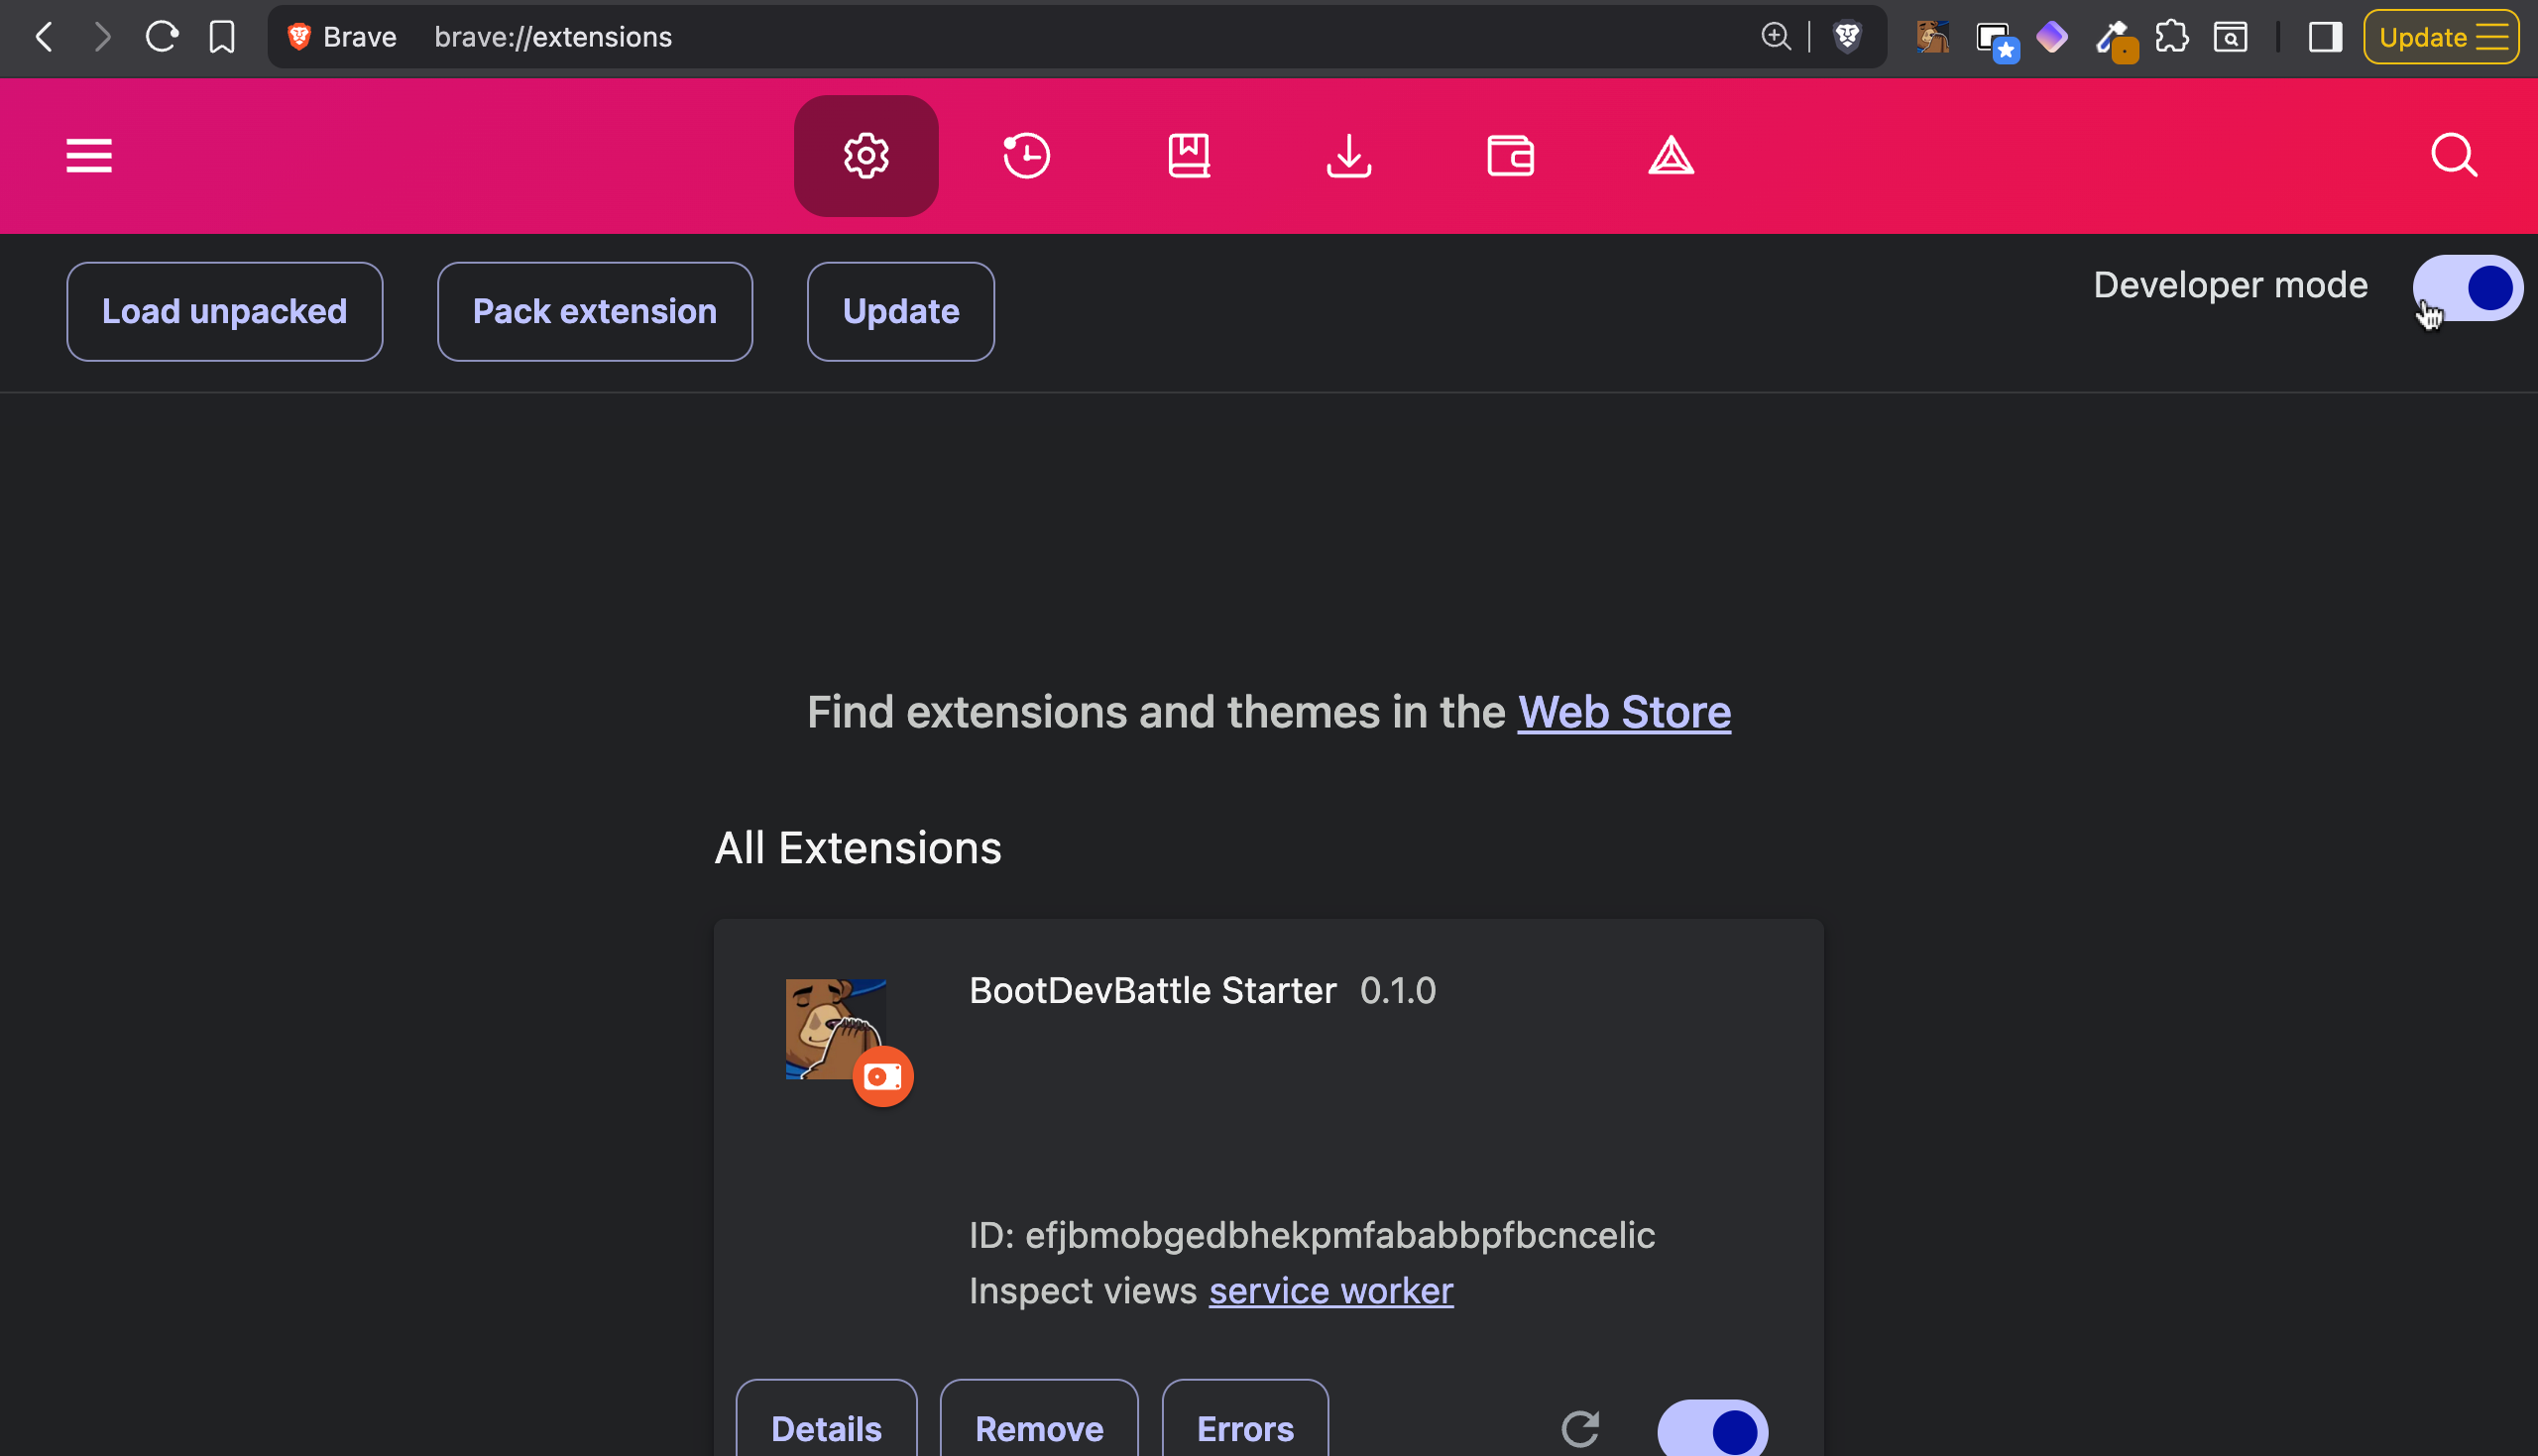 Brave brave://extensions
Update
Load unpacked Pack extension Update Developer mode
Find extensions and themes in the Web Store
All Extensions
BootDevBattle Starter 0.1.0
ID: efjbmobgedbhekpmfababbpfbcncelic
Inspect views service worker
Details Remove Errors